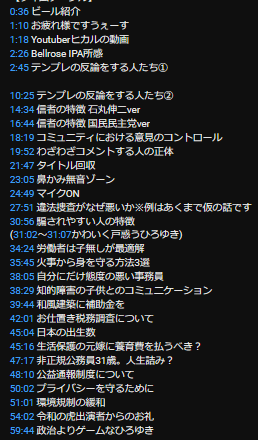 0:36 ビール紹介
1:10 お疲れ様ですうぇーす
1:18 Youtuberヒカルの動画
2:26 Bellrose IPA所感
2:45 テンプレの反論をする人たち①
10:25 テンプレの反論をする人たち②
14:34 信者の特徴 石丸伸二ver
16:44 信者の特徴 国民民主党ver
18:19 コミュニティにおける意見のコントロール
19:52 わざわざコメントする人の正体
21:47 タイトル回収
23:05 鼻かみ無音ゾーン
24:49 マイクON
27:51 違法捜査がなぜ悪いか※例はあくまで仮の話です
30:56 騙されやすい人の特徴
(31:02～31:07かわいく戸惑うひろゆき)
34:24 労働者は子無しが最適解
35:45 火事から身を守る方法3選
38:05 自分にだけ態度の悪い事務員
38:29 知的障害の子供とのコミュニケーション
39:44 和風建築に補助金を
42:01 お仕置き税務調査について
45:04 日本の出生数
45:16 生活保護の元嫁に養育費を払うべき？
47:17 非正規公務員31歳。人生詰み？
48:10 公益通報制度について
50:02 プライバシーを守るために
51:01 環境規制の緩和
54:02 令和の虎出演者からのお礼
59:44 政治よりゲームなひろゆき